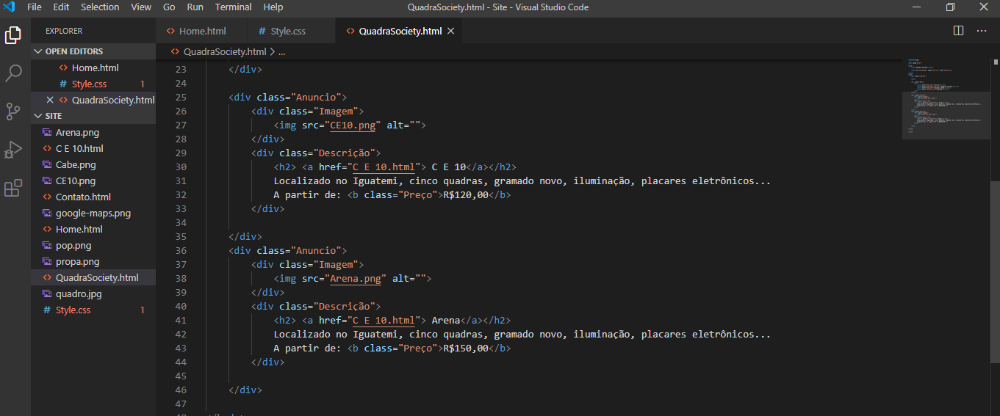 File Edit Selection View Go Run Terminal Help QuadraSociety.html - Site - Visual Studio Code
EXPLORER
OPEN EDITORS
Home.html
Style.css 1
QuadraSociety.html
SITE
Arena.png
C E 10.html
Cabe.png
CE10.png
Contato.html
google-maps.png
Home.html
pop.png
propa.png
QuadraSociety.html
quadro.jpg
Style.css 1
Home.html Style.css QuadraSociety.html
QuadraSociety.html > ...
23 </div>
24
25 <div class="Anuncio">
26 <div class="Imagem">
27 <img src="CE10.png" alt="">
28 </div>
29 <div class="Descrição">
30 <h2> <a href="C E 10.html"> C E 10</a></h2>
31 Localizado no Iguatemi, cinco quadras, gramado novo, iluminação, placares eletrônicos...
32 A partir de: <b class="Preço">R$120,00</b>
33 </div>
34
35 </div>
36 <div class="Anuncio">
37 <div class="Imagem">
38 <img src="Arena.png" alt="">
39 </div>
40 <div class="Descrição">
41 <h2> <a href="C E 10.html"> Arena</a></h2>
42 Localizado no Iguatemi, cinco quadras, gramado novo, iluminação, placares eletrônicos...
43 A partir de: <b class="Preço">R$150,00</b>
44 </div>
45
46 </div>
47